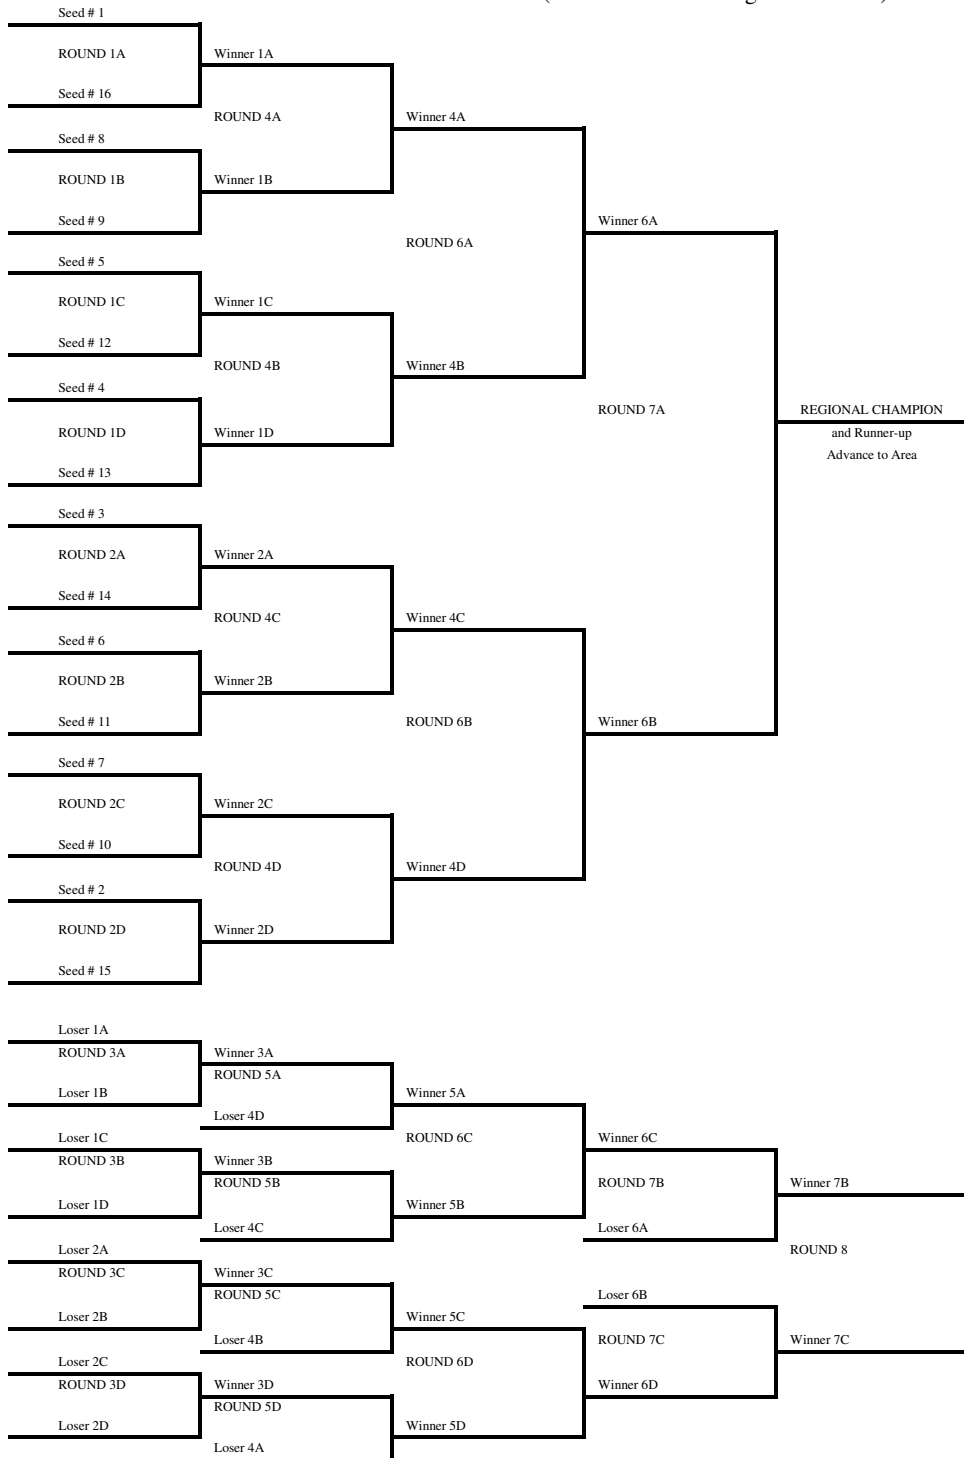 Seed # 1
ROUND 1A
Winner 1A
Seed # 16
ROUND 4A
Winner 4A
Seed # 8
ROUND 1B
Winner 1B
Seed # 9
Winner 6A
ROUND 6A
Seed # 5
ROUND 1C
Winner 1C
Seed # 12
ROUND 4B
Winner 4B
Seed # 4
ROUND 7A
REGIONAL CHAMPION
ROUND 1D
Winner 1D
and Runner-up
Advance to Area
Seed # 13
Seed # 3
ROUND 2A
Winner 2A
Seed # 14
ROUND 4C
Winner 4C
Seed # 6
ROUND 2B
Winner 2B
Seed # 11
ROUND 6B
Winner 6B
Seed # 7
ROUND 2C
Winner 2C
Seed # 10
ROUND 4D
Winner 4D
Seed # 2
ROUND 2D
Winner 2D
Seed # 15
Loser 1A
ROUND 3A
Winner 3A
ROUND 5A
Loser 1B
Winner 5A
Loser 4D
Loser 1C
ROUND 6C
Winner 6C
ROUND 3B
Winner 3B
ROUND 5B
ROUND 7B
Winner 7B
Loser 1D
Winner 5B
Loser 4C
Loser 6A
Loser 2A
ROUND 8
ROUND 3C
Winner 3C
ROUND 5C
Loser 6B
Loser 2B
Winner 5C
Loser 4B
ROUND 7C
Winner 7C
Loser 2C
ROUND 6D
ROUND 3D
Winner 3D
Winner 6D
ROUND 5D
Loser 2D
Winner 5D
Loser 4A